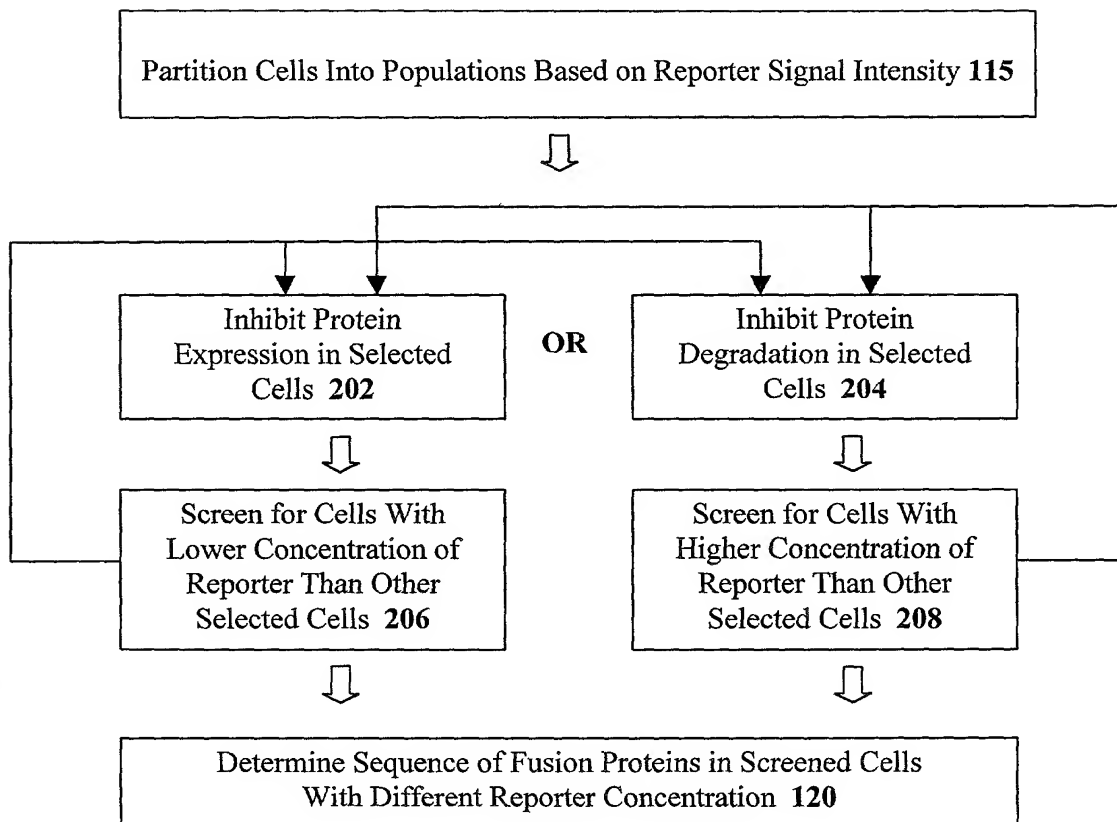 Partition Cells Into Populations Based on Reporter Signal Intensity 115
Inhibit Protein
Expression in Selected
Cells 202
OR
Inhibit Protein
Degradation in Selected
Cells 204
Screen for Cells With
Lower Concentration of
Reporter Than Other
Selected Cells 206
Screen for Cells With
Higher Concentration of
Reporter Than Other
Selected Cells 208
Determine Sequence of Fusion Proteins in Screened Cells
With Different Reporter Concentration 120